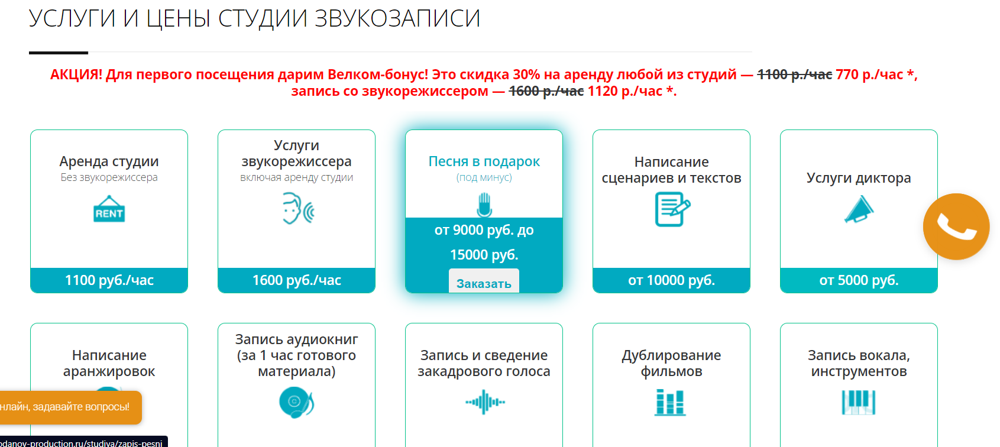 УСЛУГИ И ЦЕНЫ СТУДИИ ЗВУКОЗАПИСИ
АКЦИЯ! Для первого посещения дарим Велком-бонус! Это скидка 30% на аренду любой из студий — 1100 р./час 770 р./час *,
запись со звукорежиссером — 1600 р./час 1120 р./час *.
Аренда студии
Без звукорежиссера
RENT
1100 руб./час
Услуги
звукорежиссера
включая аренду студии
1600 руб./час
Песня в подарок
(под минус)
от 9000 руб. до
15000 руб.
Заказать
Написание
сценариев и текстов
от 10000 руб.
Услуги диктора
от 5000 руб.
Написание
аранжировок
Запись аудиокниг
(за 1 час готового
материала)
Запись и сведение
закадрового голоса
Дублирование
фильмов
Запись вокала,
инструментов
нлайн, задавайте вопросы!
odanov-production.ru/studiya/zapis-pesni